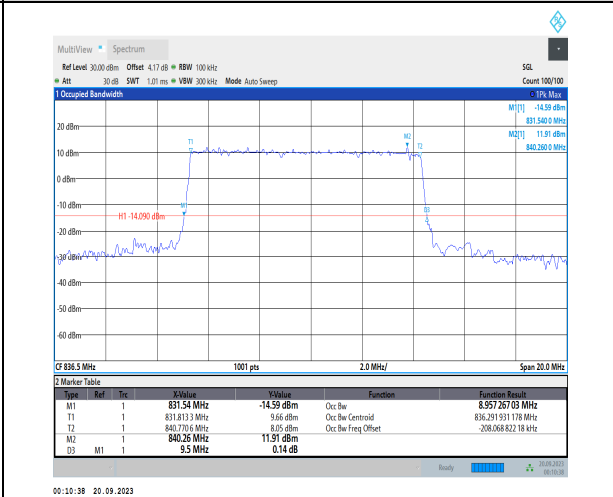 MultiView Spectrum
Ref Level 30.00 dBm Offset 4.17 dB RBW 100 kHz SGL
Att 30 dB SWT 1.01 ms VBW 300 kHz Mode Auto Sweep Count 100/100
1 Occupied Bandwidth 1Pk Max
M1[1] -14.59 dBm
831.540 0 MHz
M2[1] 11.91 dBm
840.260 0 MHz
20 dBm
T1 M2 T2
10 dBm
0 dBm
-10 dBm
M1 D3
H1 -14.090 dBm
-20 dBm
-30 dBm
-40 dBm
-50 dBm
-60 dBm
CF 836.5 MHz 1001 pts 2.0 MHz/ Span 20.0 MHz
2 Marker Table
Type Ref Trc X-Value Y-Value Function Function Result
M1 1 831.54 MHz -14.59 dBm Occ Bw 8.957 267 03 MHz
T1 1 831.813 3 MHz 9.66 dBm Occ Bw Centroid 836.291 931 178 MHz
T2 1 840.770 6 MHz 8.05 dBm Occ Bw Freq Offset -208.068 822 18 kHz
M2 1 840.26 MHz 11.91 dBm
D3 M1 1 9.5 MHz 0.14 dB
Ready 20.09.2023
00:10:38
00:10:38 20.09.2023